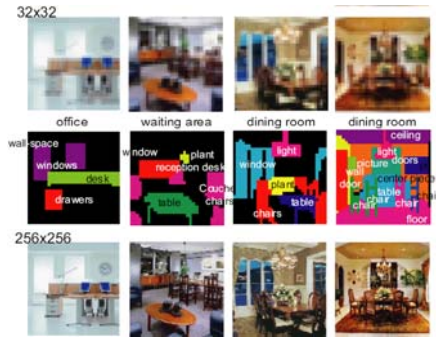 32x32
office
waiting area
dining room
dining room
wall-space
windows
desk
drawers
window
plant
reception desk
table
Couche
chairs
light
window
plant
table
chairs
ceiling
light
picture
doors
wall
door
center piece
table
chair
chair
chair
chair
floor
256x256